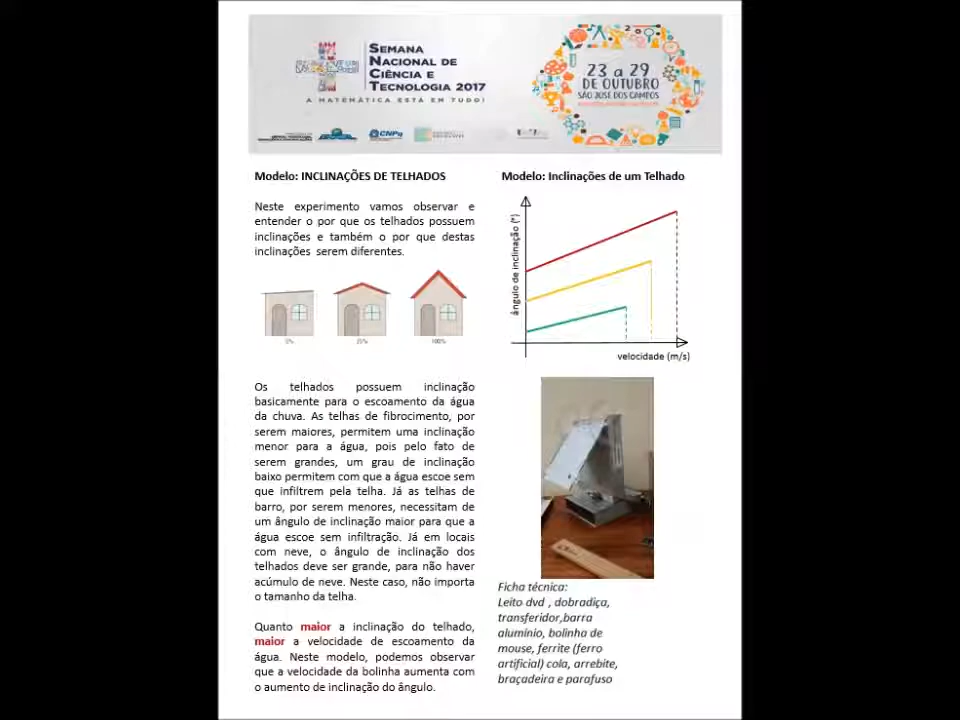 SEMANA
NACIONAL DE
CIÊNCIA E
TECNOLOGIA 2017
A MATEMÁTICA ESTÁ EM TUDO!
23 a 29
DE OUTUBRO
SÃO JOSÉ DOS CAMPOS
CNPq
Modelo: INCLINAÇÕES DE TELHADOS
Neste experimento vamos observar e
entender o por que os telhados possuem
inclinações e também o por que destas
inclinações serem diferentes.
5%
25%
100%
Os telhados possuem inclinação
basicamente para o escoamento da água
da chuva. As telhas de fibrocimento, por
serem maiores, permitem uma inclinação
menor para a água, pois pelo fato de
serem grandes, um grau de inclinação
baixo permitem com que a água escoe sem
que infiltrem pela telha. Já as telhas de
barro, por serem menores, necessitam de
um ângulo de inclinação maior para que a
água escoe sem infiltração. Já em locais
com neve, o ângulo de inclinação dos
telhados deve ser grande, para não haver
acúmulo de neve. Neste caso, não importa
o tamanho da telha.
Quanto maior a inclinação do telhado,
maior a velocidade de escoamento da
água. Neste modelo, podemos observar
que a velocidade da bolinha aumenta com
o aumento de inclinação do ângulo.
Modelo: Inclinações de um Telhado
ângulo de inclinação (°)
velocidade (m/s)
Ficha técnica:
Leito dvd , dobradiça,
transferidor,barra
alumínio, bolinha de
mouse, ferrite (ferro
artificial) cola, arrebite,
braçadeira e parafuso